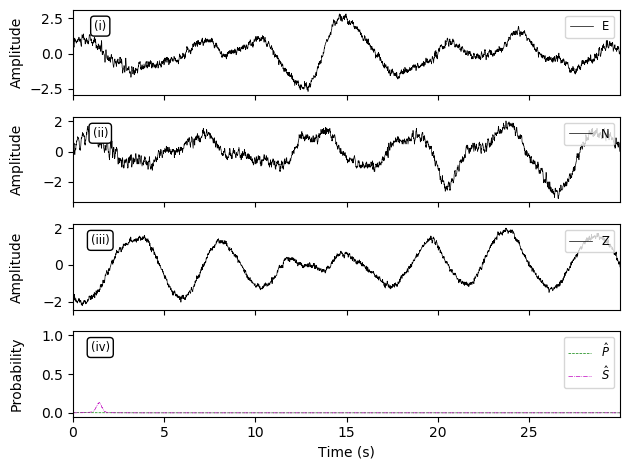 Amplitude
2.5
0.0
−2.5
(i)
E
Amplitude
2
0
−2
(ii)
N
Amplitude
2
0
−2
(iii)
Z
Probability
1.0
0.5
0.0
(iv)
P̂
Ŝ
0 5 10 15 20 25
Time (s)